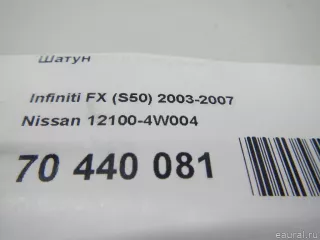 Шатун
Infiniti FX (S50) 2003-2007
Nissan 12100-4W004
70 440 081
eaural.ru